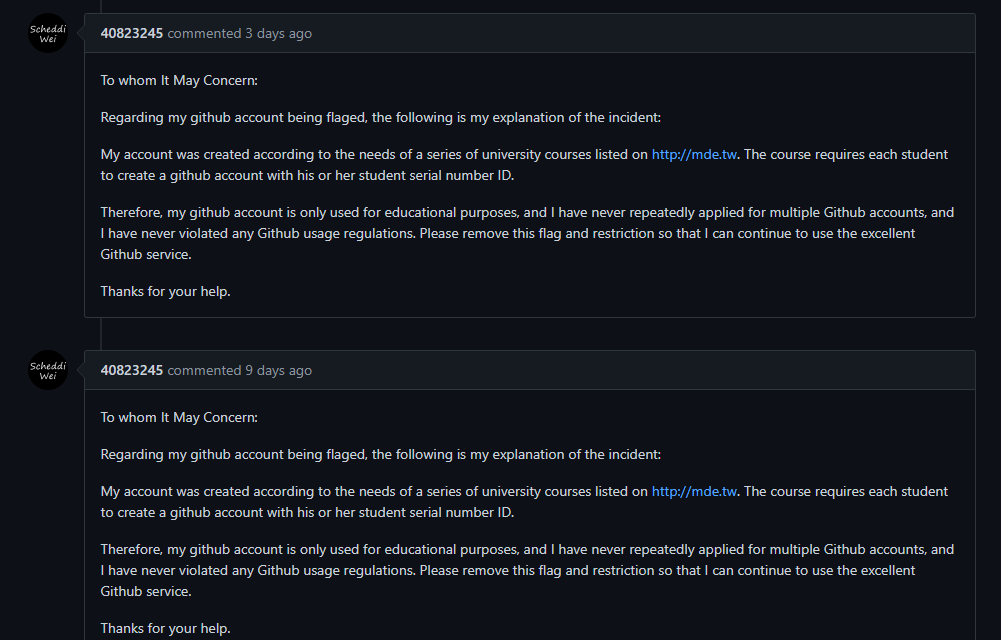 Scheddi
Wei
40823245 commented 3 days ago
To whom It May Concern:
Regarding my github account being flaged, the following is my explanation of the incident:
My account was created according to the needs of a series of university courses listed on http://mde.tw. The course requires each student
to create a github account with his or her student serial number ID.
Therefore, my github account is only used for educational purposes, and I have never repeatedly applied for multiple Github accounts, and
I have never violated any Github usage regulations. Please remove this flag and restriction so that I can continue to use the excellent
Github service.
Thanks for your help.
Scheddi
Wei
40823245 commented 9 days ago
To whom It May Concern:
Regarding my github account being flaged, the following is my explanation of the incident:
My account was created according to the needs of a series of university courses listed on http://mde.tw. The course requires each student
to create a github account with his or her student serial number ID.
Therefore, my github account is only used for educational purposes, and I have never repeatedly applied for multiple Github accounts, and
I have never violated any Github usage regulations. Please remove this flag and restriction so that I can continue to use the excellent
Github service.
Thanks for your help.